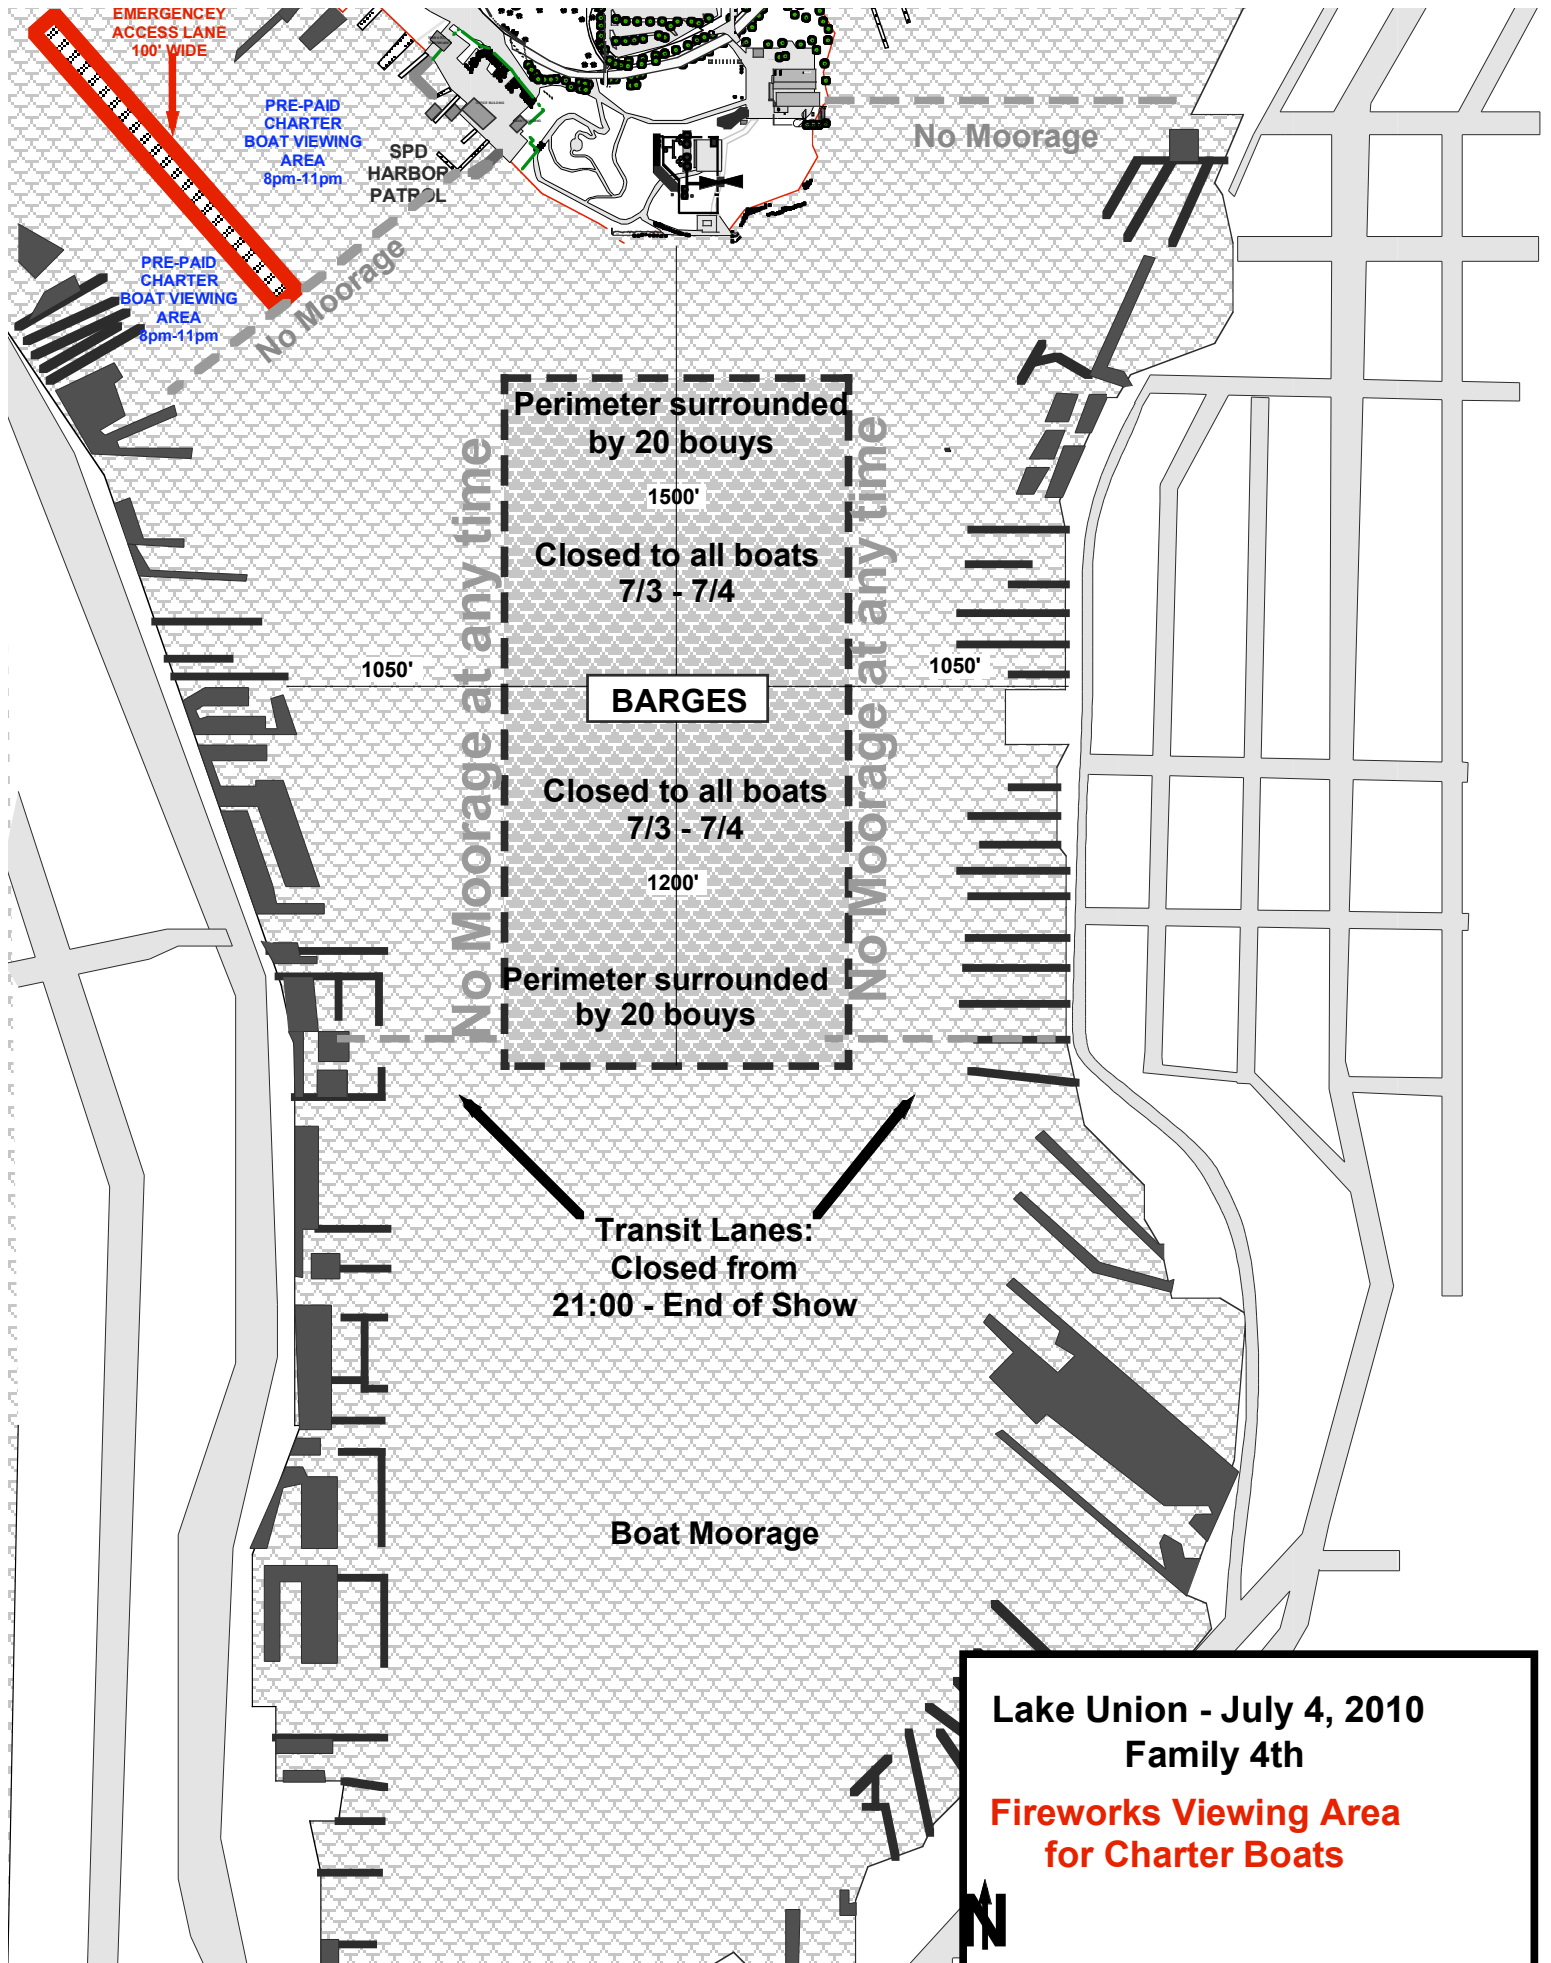 EMERGENCEY
ACCESS LANE
100' WIDE
PRE-PAID
CHARTER
BOAT VIEWING
AREA
8pm-11pm
SPD
HARBOR
PATROL
No Moorage
PRE-PAID
CHARTER
BOAT VIEWING
AREA
8pm-11pm
No Moorage
Perimeter surrounded
by 20 bouys
1500'
Closed to all boats
7/3 - 7/4
No Moorage at any time
No Moorage at any time
1050'
1050'
BARGES
Closed to all boats
7/3 - 7/4
1200'
Perimeter surrounded
by 20 bouys
Transit Lanes:
Closed from
21:00 - End of Show
Boat Moorage
Lake Union - July 4, 2010
Family 4th
Fireworks Viewing Area
for Charter Boats
N